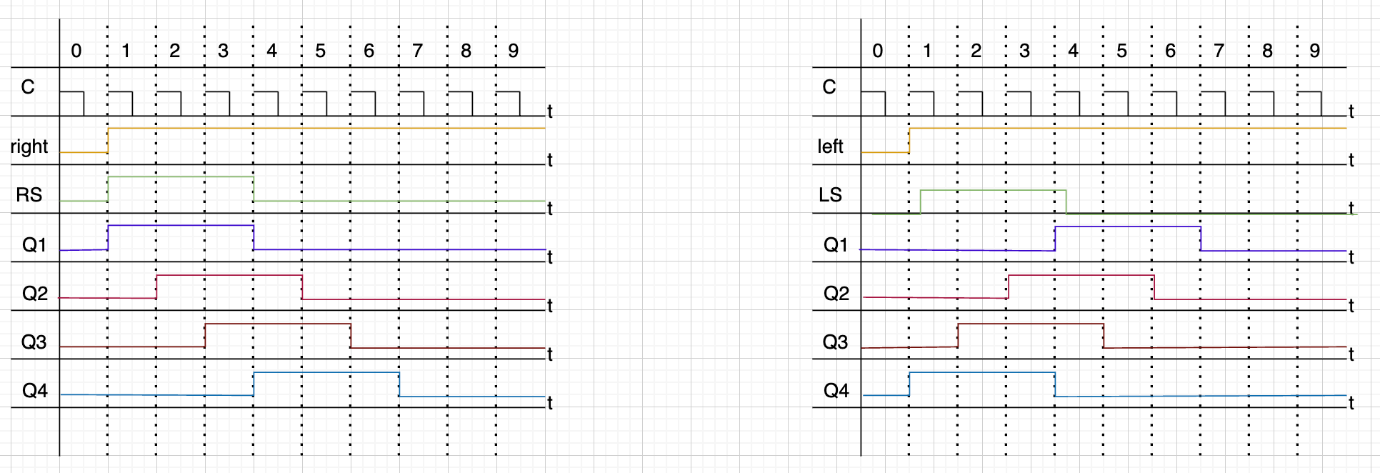 0 1 2 3 4 5 6 7 8 9
C t
right t
RS t
Q1 t
Q2 t
Q3 t
Q4 t
0 1 2 3 4 5 6 7 8 9
C t
left t
LS t
Q1 t
Q2 t
Q3 t
Q4 t